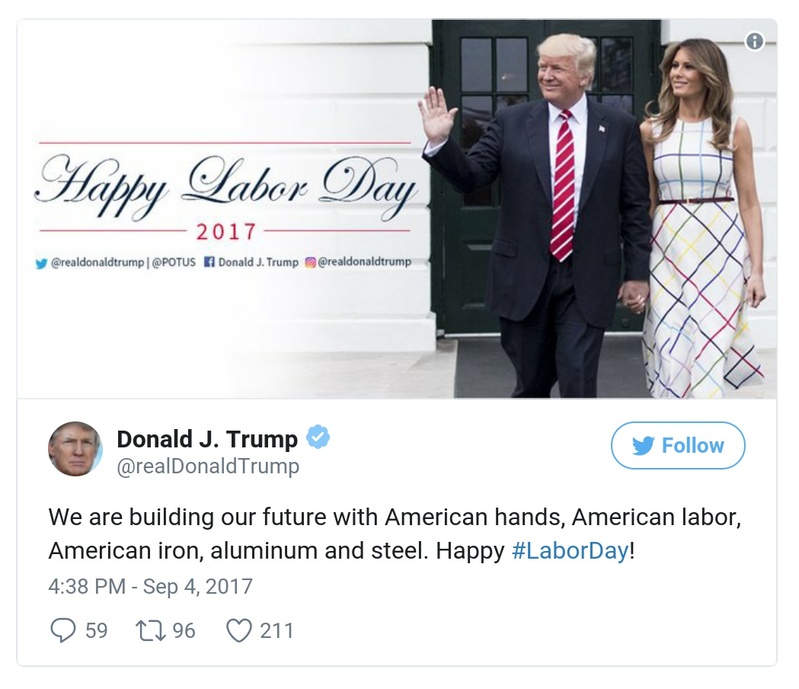 Happy Labor Day
2017
@realdonaldtrump | @POTUS Donald J. Trump @realdonaldtrump
Donald J. Trump
@realDonaldTrump
Follow
We are building our future with American hands, American labor,
American iron, aluminum and steel. Happy #LaborDay!
4:38 PM - Sep 4, 2017
59 96 211